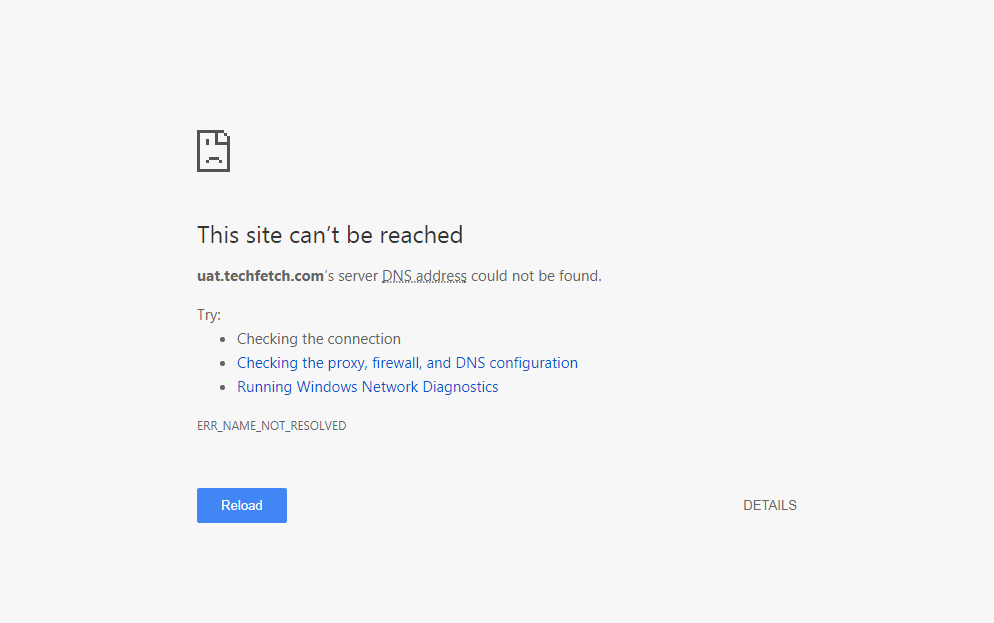 This site can’t be reached
uat.techfetch.com’s server DNS address could not be found.
Try:
Checking the connection
Checking the proxy, firewall, and DNS configuration
Running Windows Network Diagnostics
ERR_NAME_NOT_RESOLVED
Reload
DETAILS